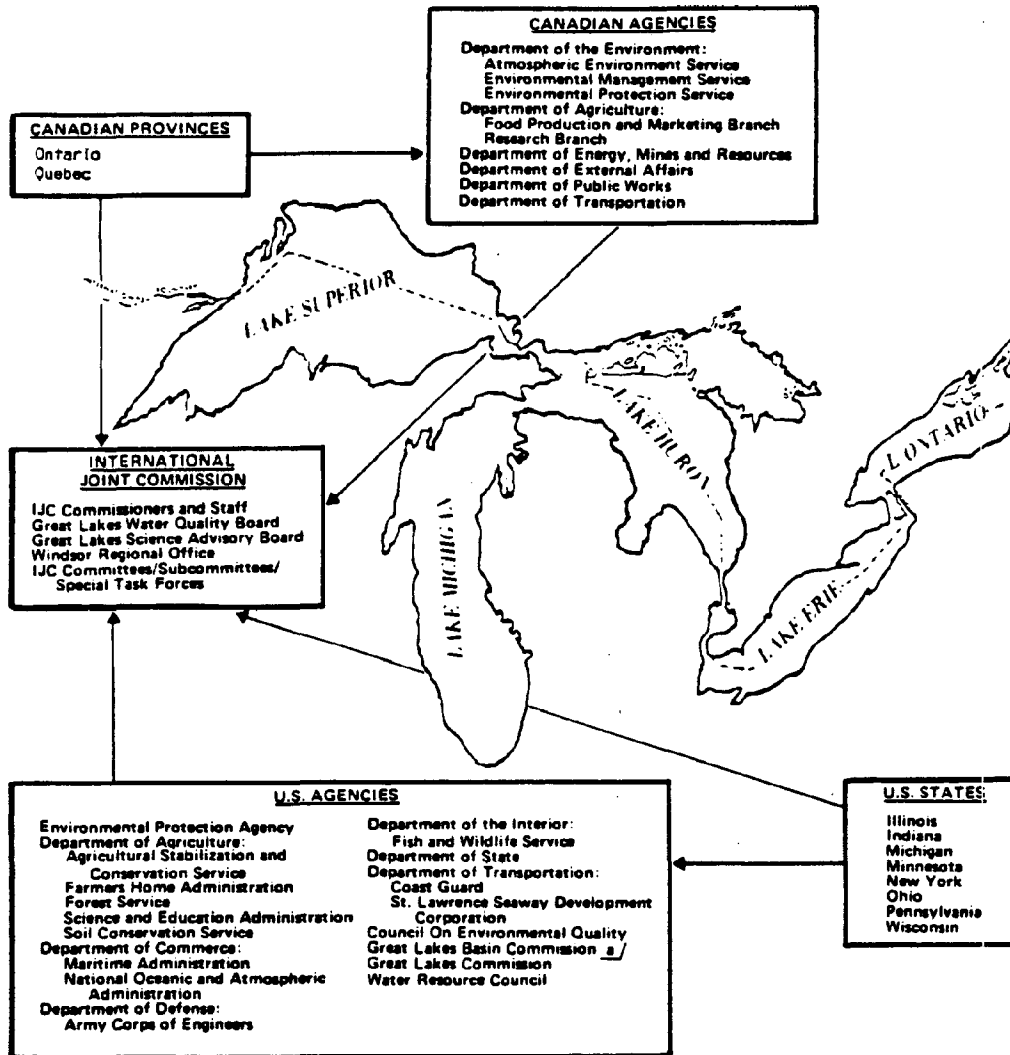 CANADIAN AGENCIES
Department of the Environment:
Atmospheric Environment Service
Environmental Management Service
Environmental Protection Service
Department of Agriculture:
Food Production and Marketing Branch
Research Branch
Department of Energy, Mines and Resources
Department of External Affairs
Department of Public Works
Department of Transportation
CANADIAN PROVINCES
Ontario
Quebec
LAKE SUPERIOR
LAKE HURON
L ONTARIO
LAKE MICHIGAN
LAKE ERIE
INTERNATIONAL
JOINT COMMISSION
IJC Commissioners and Staff
Great Lakes Water Quality Board
Great Lakes Science Advisory Board
Windsor Regional Office
IJC Committees/Subcommittees/
Special Task Forces
U.S. AGENCIES
Environmental Protection Agency
Department of Agriculture:
Agricultural Stabilization and
Conservation Service
Farmers Home Administration
Forest Service
Science and Education Administration
Soil Conservation Service
Department of Commerce:
Maritime Administration
National Oceanic and Atmospheric
Administration
Department of Defense:
Army Corps of Engineers
Department of the Interior:
Fish and Wildlife Service
Department of State
Department of Transportation:
Coast Guard
St. Lawrence Seaway Development
Corporation
Council On Environmental Quality
Great Lakes Basin Commission a/
Great Lakes Commission
Water Resource Council
U.S. STATES
Illinois
Indiana
Michigan
Minnesota
New York
Ohio
Pennsylvania
Wisconsin